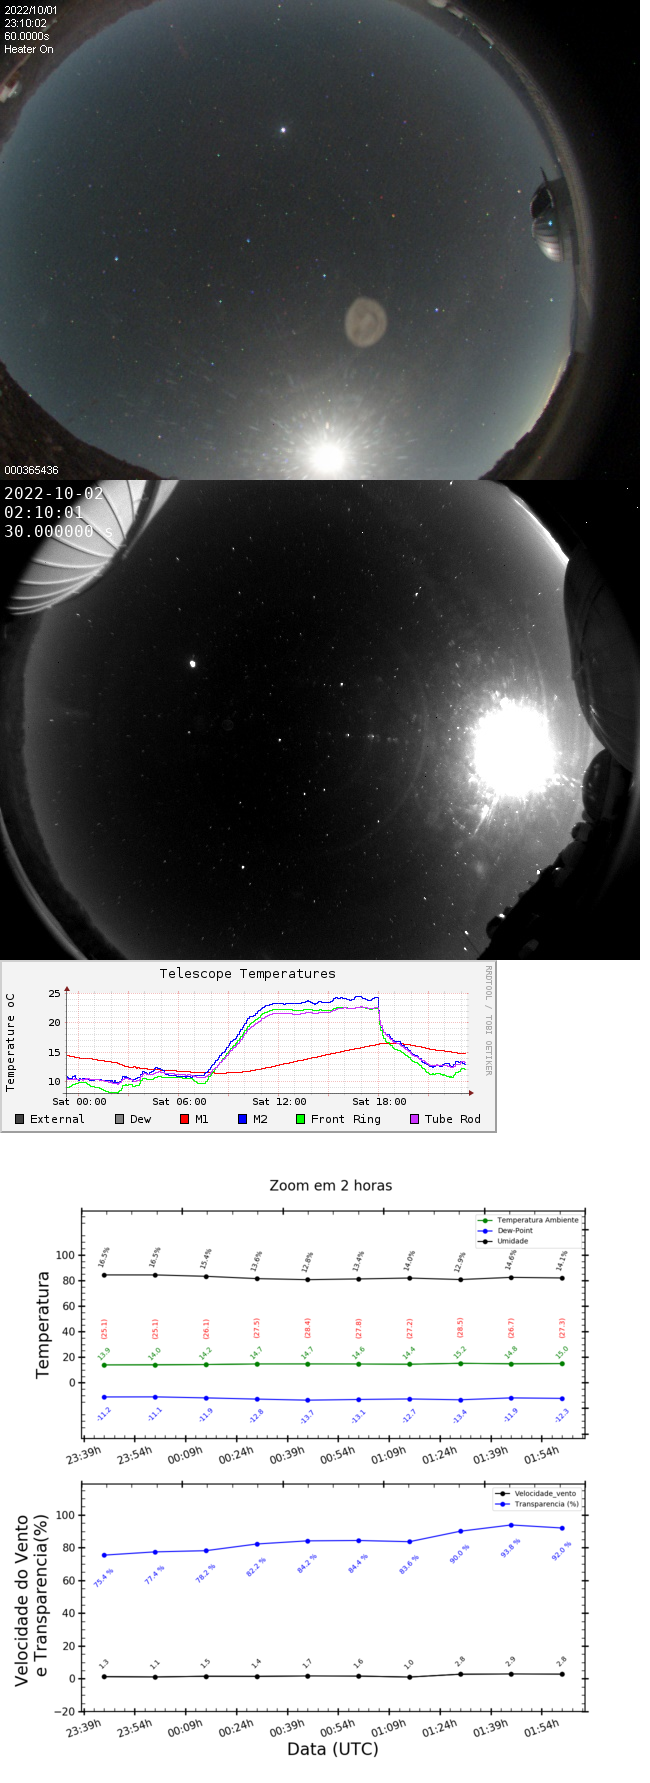 2022/10/01
23:10:02
60.0000s
Heater On
000365436
2022-10-02
02:10:01
30.000000 s
Telescope Temperatures
RRDTOOL / TOBI OETIKER
Temperature oC
25
20
15
10
Sat 00:00 Sat 06:00 Sat 12:00 Sat 18:00
External Dew M1 M2 Front Ring Tube Rod
Zoom em 2 horas
Temperatura Ambiente
Dew-Point
Umidade
Temperatura
100
80
60
40
20
0
16.5% 16.5% 15.4% 13.6% 12.8% 13.4% 14.0% 12.9% 14.6% 14.1%
(25.1) (25.1) (26.1) (27.5) (28.4) (27.8) (27.2) (28.5) (26.7) (27.3)
13.9 14.0 14.2 14.7 14.7 14.6 14.4 15.2 14.8 15.0
-11.2 -11.1 -11.9 -12.8 -13.7 -13.1 -12.7 -13.4 -11.9 -12.3
23:39h 23:54h 00:09h 00:24h 00:39h 00:54h 01:09h 01:24h 01:39h 01:54h
Velocidade_vento
Transparencia (%)
Velocidade do Vento
e Transparencia(%)
100
80
60
40
20
0
−20
75.4 % 77.4 % 78.2 % 82.2 % 84.2 % 84.4 % 83.6 % 90.0 % 93.8 % 92.0 %
1.3 1.1 1.5 1.4 1.7 1.6 1.0 2.8 2.9 2.8
23:39h 23:54h 00:09h 00:24h 00:39h 00:54h 01:09h 01:24h 01:39h 01:54h
Data (UTC)